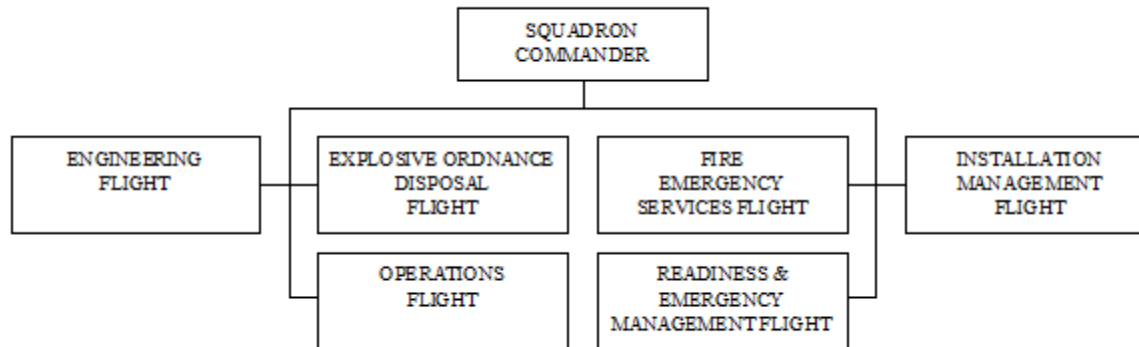 SQUADRON
COMMANDER
ENGINEERING
FLIGHT
EXPLOSIVE ORDNANCE
DISPOSAL
FLIGHT
FIRE
EMERGENCY
SERVICES FLIGHT
INSTALLATION
MANAGEMENT
FLIGHT
OPERATIONS
FLIGHT
READINESS &
EMERGENCY
MANAGEMENT FLIGHT